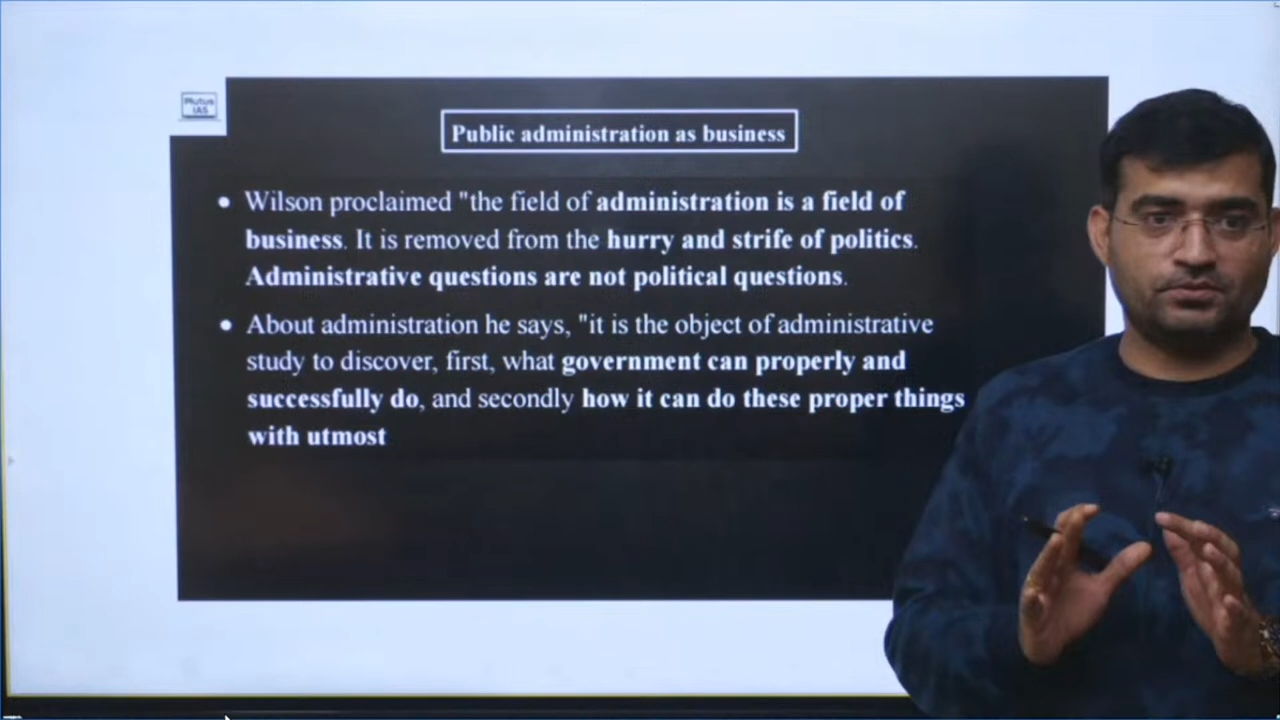 Plutus
IAS
Public administration as business
• Wilson proclaimed "the field of administration is a field of
business. It is removed from the hurry and strife of politics.
Administrative questions are not political questions.
• About administration he says, "it is the object of administrative
study to discover, first, what government can properly and
successfully do, and secondly how it can do these proper things
with utmost